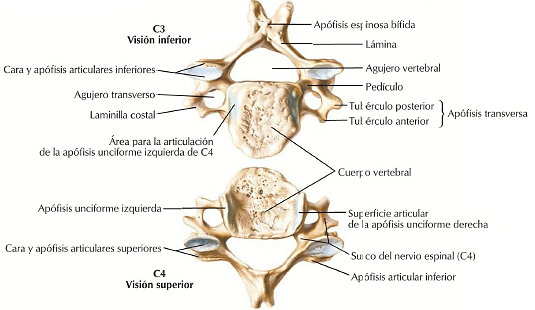 C3
Visión inferior
Apófisis espinosa bífida
Lámina
Cara y apófisis articulares inferiores
Agujero vertebral
Pedículo
Agujero transverso
Tubérculo posterior
Apófisis transversa
Laminilla costal
Tubérculo anterior
Área para la articulación
de la apófisis unciforme izquierda de C4
Cuerpo vertebral
Apófisis unciforme izquierda
Superficie articular
de la apófisis unciforme derecha
Cara y apófisis articulares superiores
Surco del nervio espinal (C4)
C4
Visión superior
Apófisis articular inferior